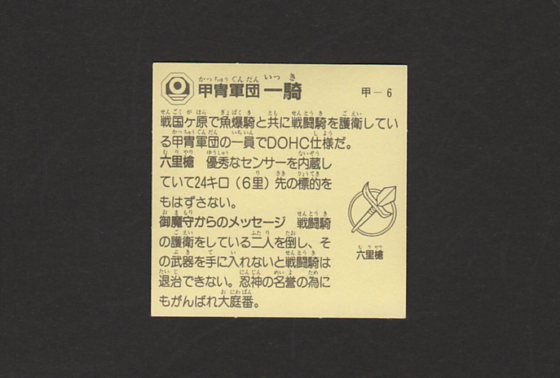 甲冑軍団一騎 甲－6
戦国ヶ原で魚爆騎と共に戦闘騎を護衛してい
る甲冑軍団の一員でDOHC仕様だ。
六里槍 優秀なセンサーを内蔵し
ていて24キロ（6里）先の標的を
もはずさない。
御魔守からのメッセージ 戦闘騎
の護衛をしている二人を倒し、そ
の武器を手に入れないと戦闘騎は
退治できない。忍神の名誉の為に
もがんばれ大庭番。
六里槍